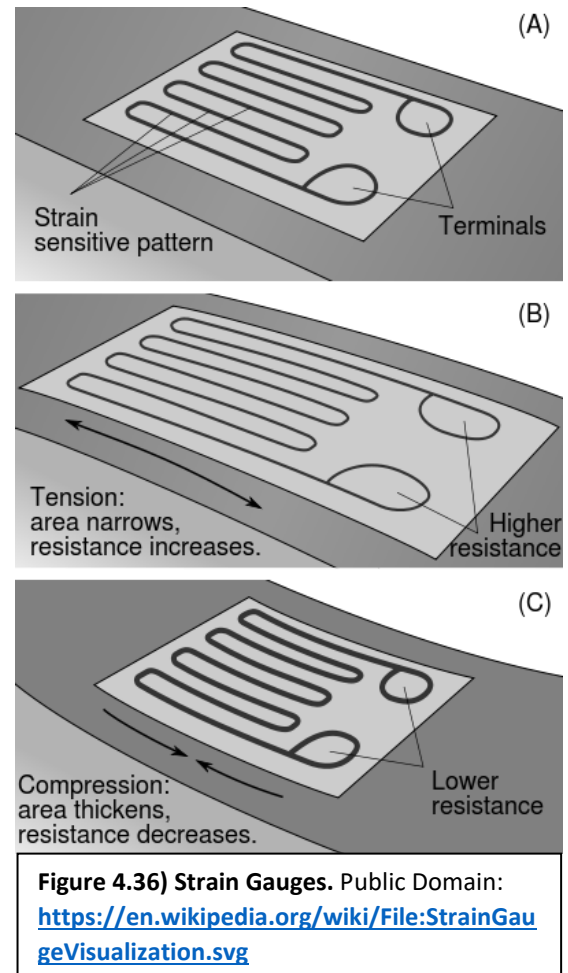 (A)
Strain
sensitive pattern
Terminals
(B)
Tension:
area narrows,
resistance increases.
Higher
resistance
(C)
Compression:
area thickens,
resistance decreases.
Lower
resistance
Figure 4.36) Strain Gauges. Public Domain:
https://en.wikipedia.org/wiki/File:StrainGau
geVisualization.svg